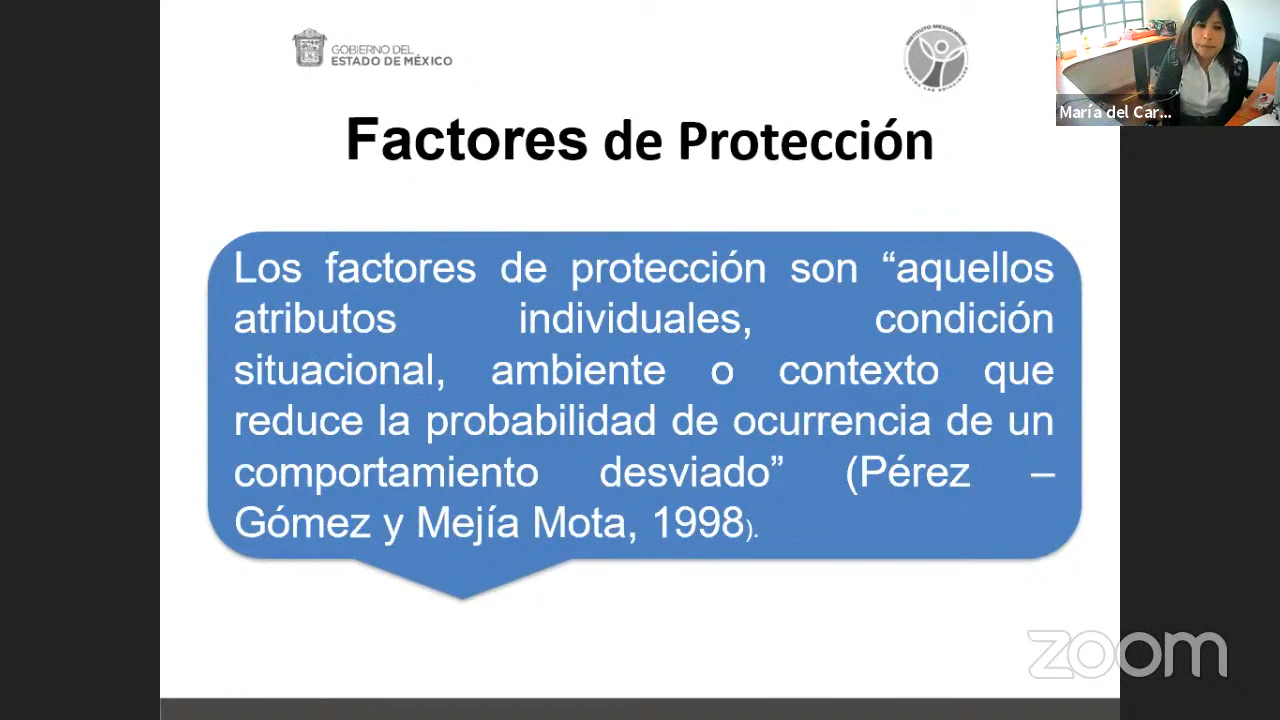 GOBIERNO DEL
ESTADO DE MÉXICO
María del Car...
Factores de Protección
Los factores de protección son “aquellos
atributos individuales, condición
situacional, ambiente o contexto que
reduce la probabilidad de ocurrencia de un
comportamiento desviado” (Pérez –
Gómez y Mejía Mota, 1998).
zoom